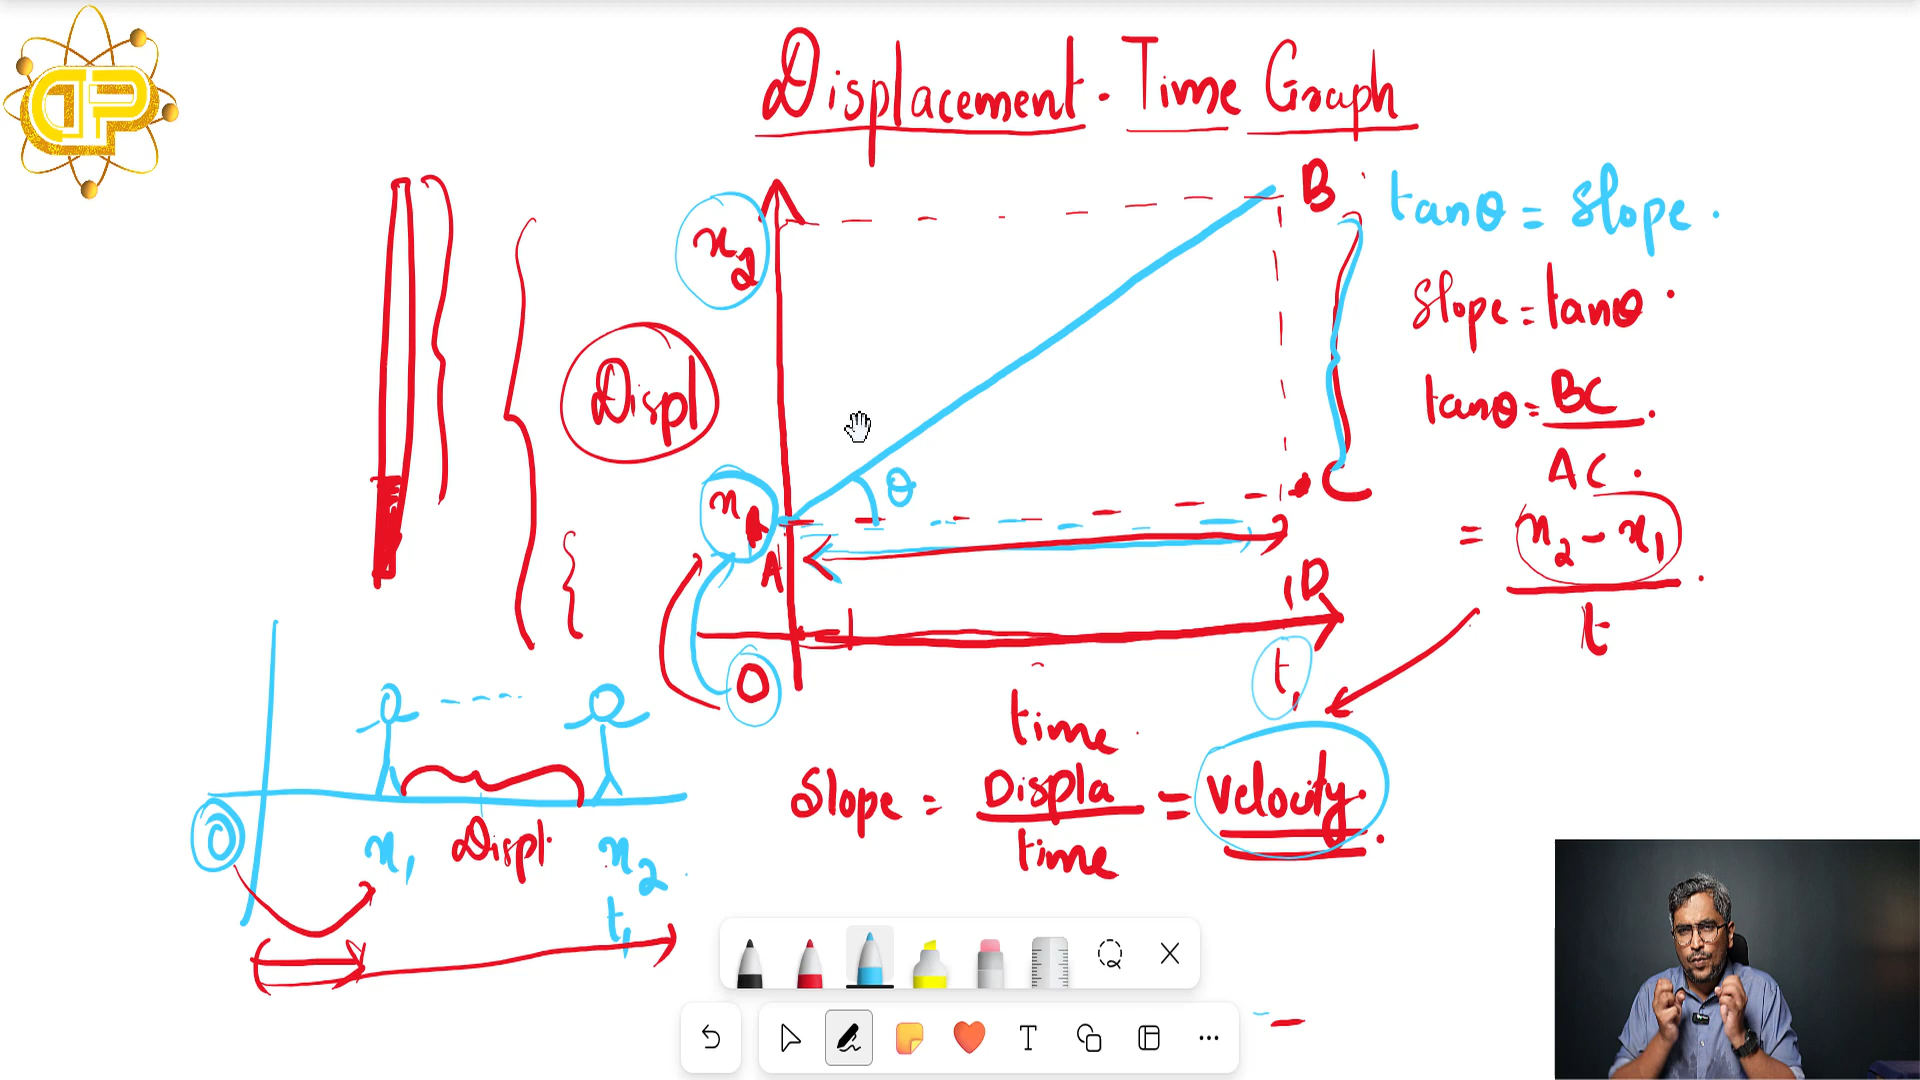 DP
Displacement - Time Graph
B
tanθ = Slope.
x2
Slope = tanθ.
Displ
tanθ = BC
AC.
C
θ
x1
A
= x2 - x1
t
D
O
t1
time
Slope = Displa = Velocity.
time
O
x1
Displ.
x2
t1
T